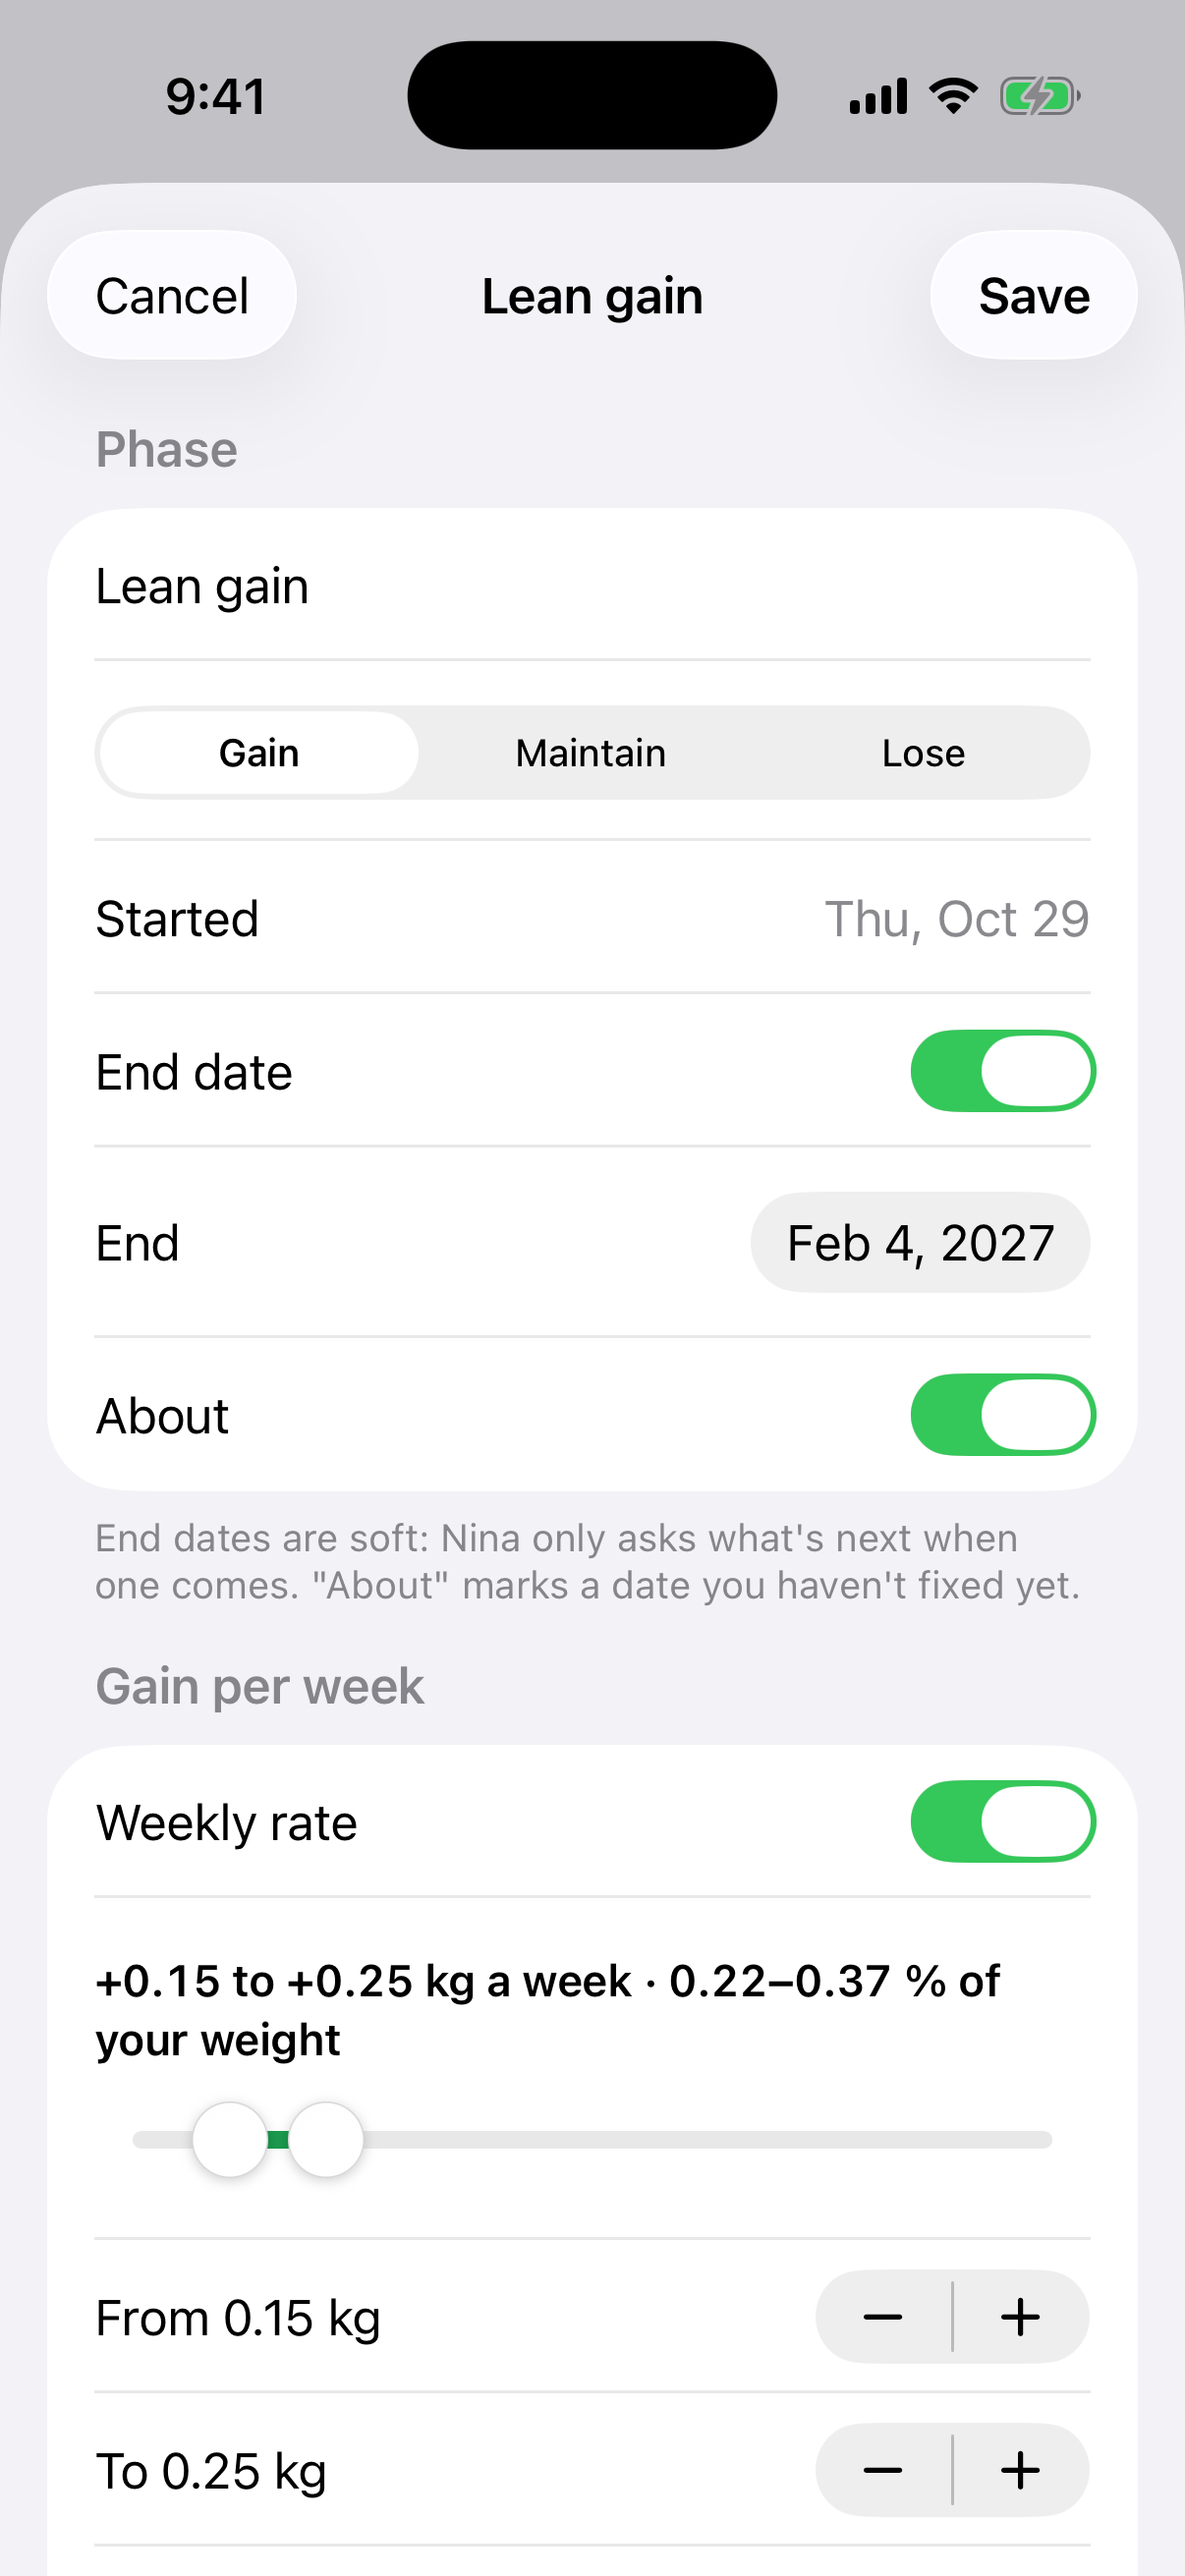 9:41
Cancel
Lean gain
Save
Phase
Lean gain
Gain
Maintain
Lose
Started
Thu, Oct 29
End date
End
Feb 4, 2027
About
End dates are soft: Nina only asks what's next when
one comes. "About" marks a date you haven't fixed yet.
Gain per week
Weekly rate
+0.15 to +0.25 kg a week · 0.22–0.37 % of
your weight
From 0.15 kg
To 0.25 kg